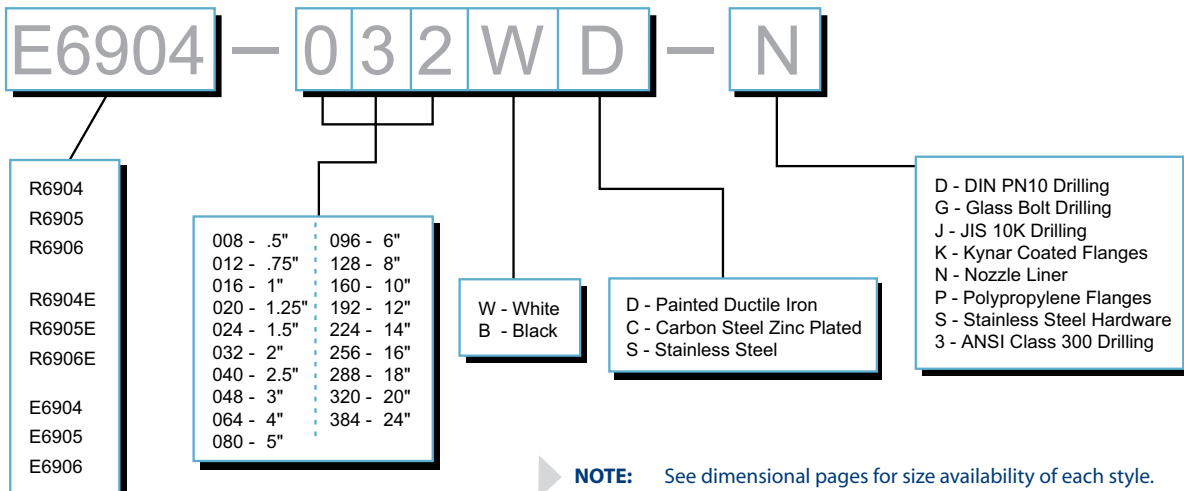 E6904 — 032WD — N
R6904
R6905
R6906
R6904E
R6905E
R6906E
E6904
E6905
E6906
008 - .5" 096 - 6"
012 - .75" 128 - 8"
016 - 1" 160 - 10"
020 - 1.25" 192 - 12"
024 - 1.5" 224 - 14"
032 - 2" 256 - 16"
040 - 2.5" 288 - 18"
048 - 3" 320 - 20"
064 - 4" 384 - 24"
080 - 5"
W - White
B - Black
D - Painted Ductile Iron
C - Carbon Steel Zinc Plated
S - Stainless Steel
D - DIN PN10 Drilling
G - Glass Bolt Drilling
J - JIS 10K Drilling
K - Kynar Coated Flanges
N - Nozzle Liner
P - Polypropylene Flanges
S - Stainless Steel Hardware
3 - ANSI Class 300 Drilling
NOTE: See dimensional pages for size availability of each style.